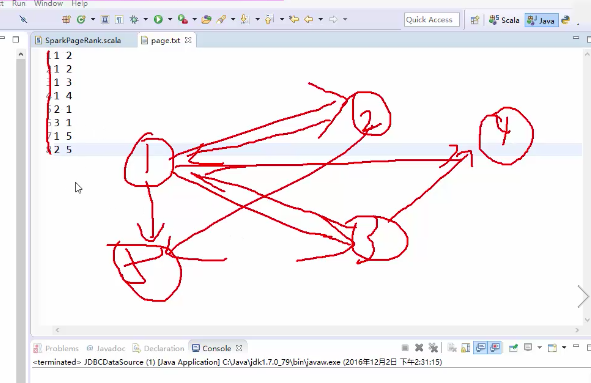 Run Window Help
Quick Access
Scala
Java
SparkPageRank.scala
page.txt
1 2
1 2
1 3
1 4
2 1
3 1
1 5
2 5
2
4
1
3
Problems @ Javadoc Declaration Console
<terminated> JDBCDataSource (1) [Java Application] C:\Java\jdk1.7.0_79\bin\javaw.exe (2016年12月2日 下午2:31:15)